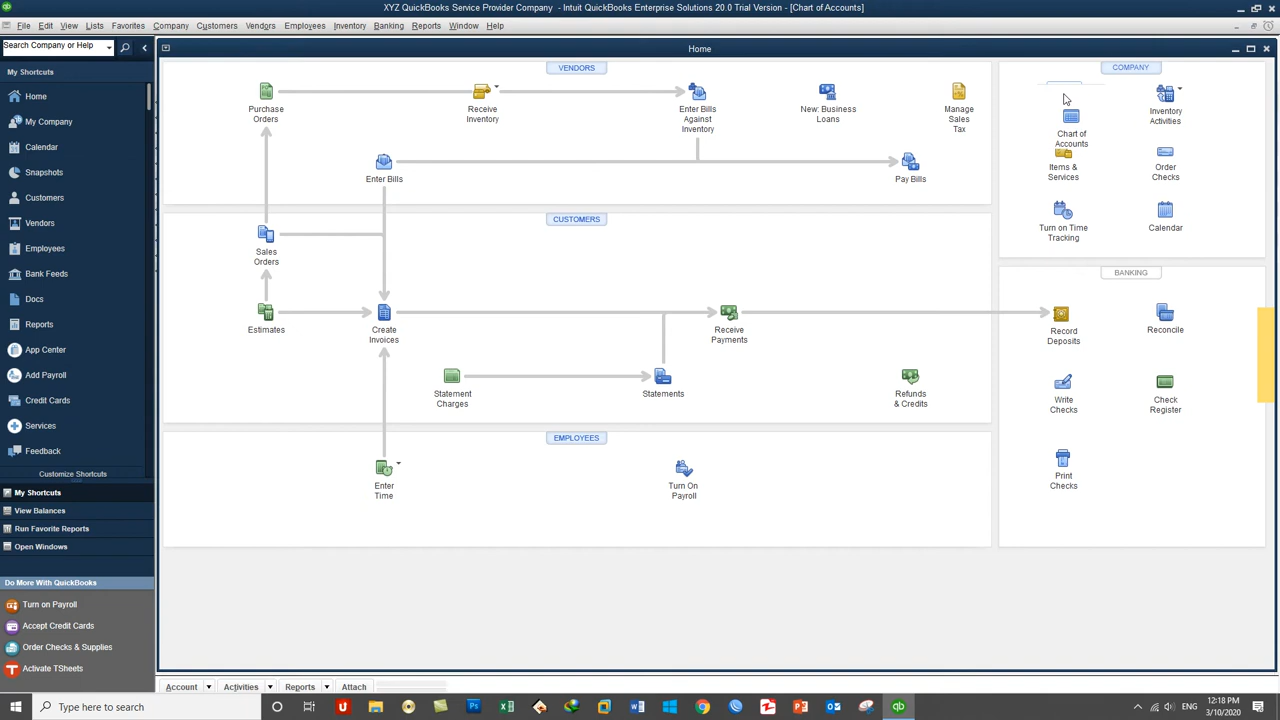 XYZ QuickBooks Service Provider Company - Intuit QuickBooks Enterprise Solutions 20.0 Trial Version - [Chart of Accounts]
File Edit View Lists Favorites Company Customers Vendors Employees Inventory Banking Reports Window Help
Search Company or Help
My Shortcuts
Home
My Company
Calendar
Snapshots
Customers
Vendors
Employees
Bank Feeds
Docs
Reports
App Center
Add Payroll
Credit Cards
Services
Feedback
Customize Shortcuts
My Shortcuts
View Balances
Run Favorite Reports
Open Windows
Do More With QuickBooks
Turn on Payroll
Accept Credit Cards
Order Checks & Supplies
Activate TSheets
Home
VENDORS
Purchase
Orders
Receive
Inventory
Enter Bills
Against
Inventory
New: Business
Loans
Manage
Sales
Tax
Enter Bills
Pay Bills
CUSTOMERS
Sales
Orders
Estimates
Create
Invoices
Receive
Payments
Statement
Charges
Statements
Refunds
& Credits
EMPLOYEES
Enter
Time
Turn On
Payroll
COMPANY
Chart of
Accounts
Inventory
Activities
Items &
Services
Order
Checks
Turn on Time
Tracking
Calendar
BANKING
Record
Deposits
Reconcile
Write
Checks
Check
Register
Print
Checks
Account Activities Reports Attach
Type here to search
12:18 PM
3/10/2020